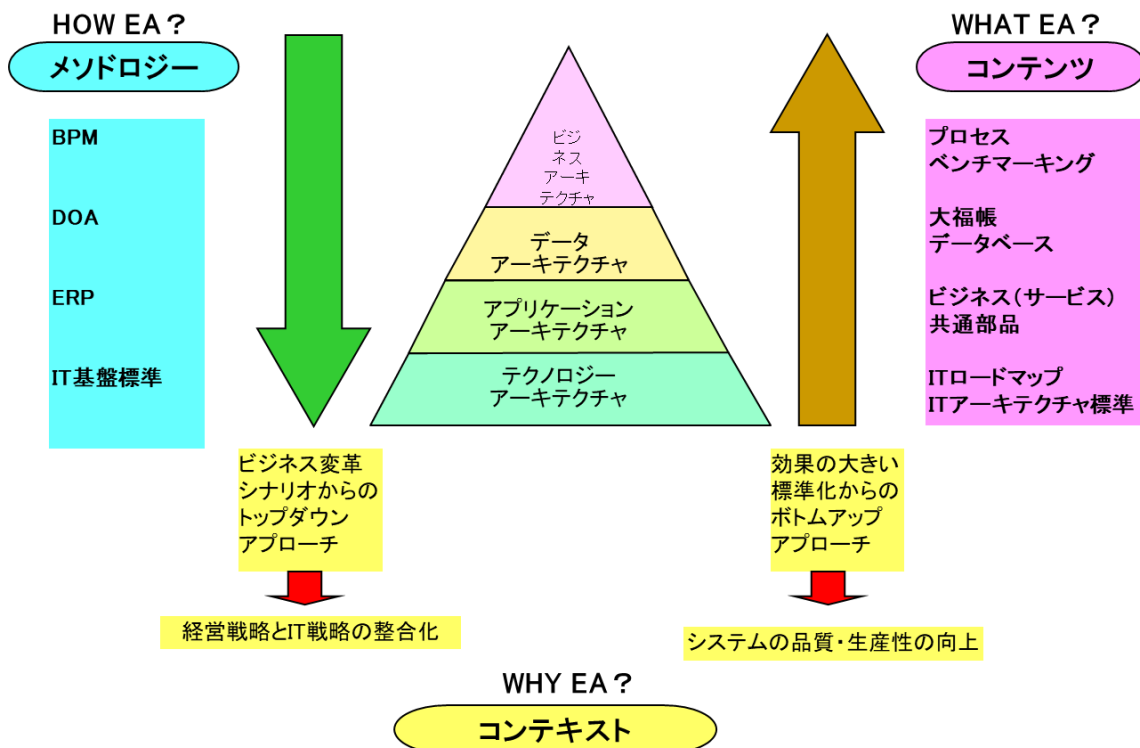 HOW EA？
メソドロジー
BPM
DOA
ERP
IT基盤標準
ビジ
ネス
アーキ
テクチャ
データ
アーキテクチャ
アプリケーション
アーキテクチャ
テクノロジー
アーキテクチャ
WHAT EA？
コンテンツ
プロセス
ベンチマーキング
大福帳
データベース
ビジネス（サービス）
共通部品
ITロードマップ
ITアーキテクチャ標準
ビジネス変革
シナリオからの
トップダウン
アプローチ
経営戦略とIT戦略の整合化
効果の大きい
標準化からの
ボトムアップ
アプローチ
システムの品質・生産性の向上
WHY EA？
コンテキスト